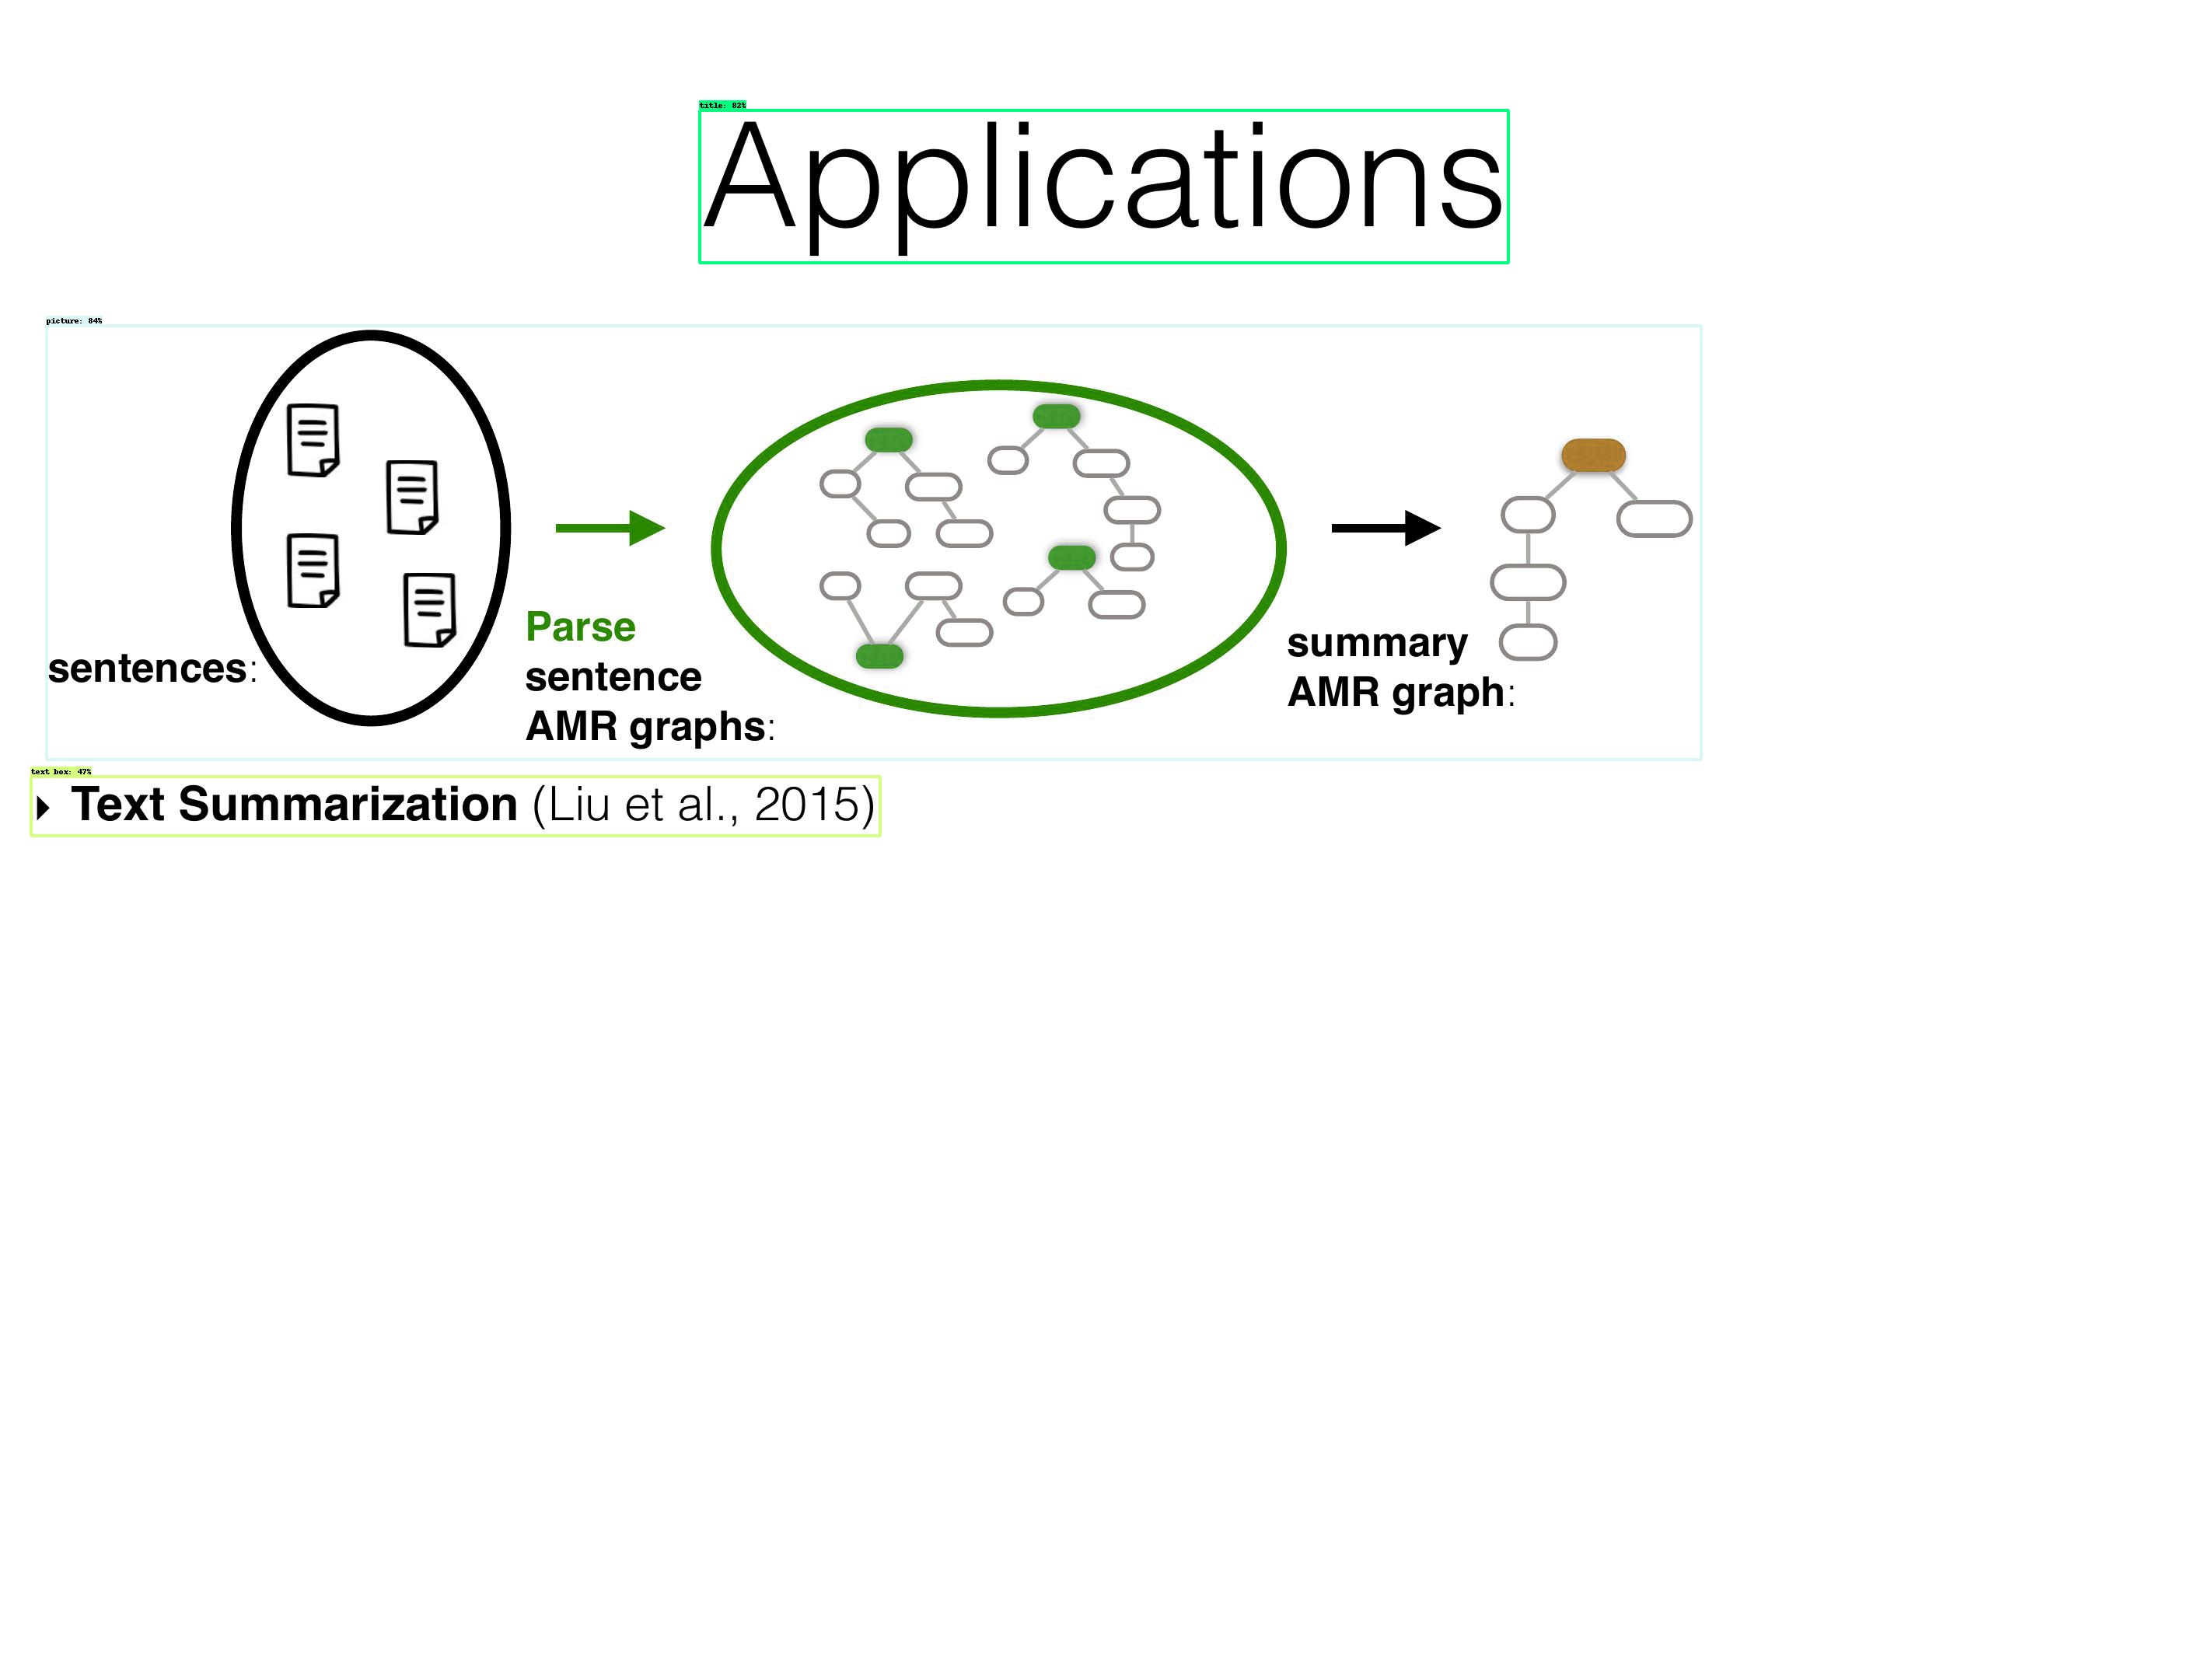 title: 82%
Applications
picture: 84%
sentences:
Parse
sentence
AMR graphs:
summary
AMR graph:
text box: 47%
‣ Text Summarization (Liu et al., 2015)